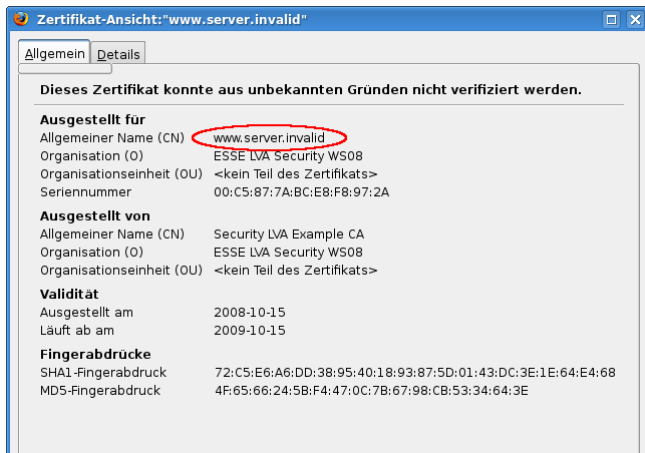 Zertifikat-Ansicht:"www.server.invalid"
Allgemein Details
Dieses Zertifikat konnte aus unbekannten Gründen nicht verifiziert werden.
Ausgestellt für
Allgemeiner Name (CN) www.server.invalid
Organisation (O) ESSE LVA Security WS08
Organisationseinheit (OU) <kein Teil des Zertifikats>
Seriennummer 00:C5:87:7A:BC:E8:F8:97:2A
Ausgestellt von
Allgemeiner Name (CN) Security LVA Example CA
Organisation (O) ESSE LVA Security WS08
Organisationseinheit (OU) <kein Teil des Zertifikats>
Validität
Ausgestellt am 2008-10-15
Läuft ab am 2009-10-15
Fingerabdrücke
SHA1-Fingerabdruck 72:C5:E6:A6:DD:38:95:40:18:93:87:5D:01:43:DC:3E:1E:64:E4:68
MD5-Fingerabdruck 4F:65:66:24:5B:F4:47:0C:7B:67:98:CB:53:34:64:3E